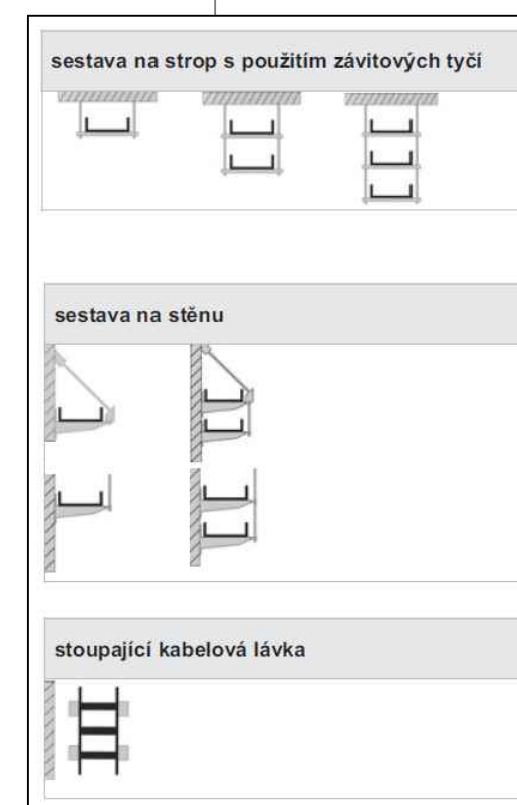 sestava na strop s použitím závitových tyčí
sestava na stěnu
stoupající kabelová lávka